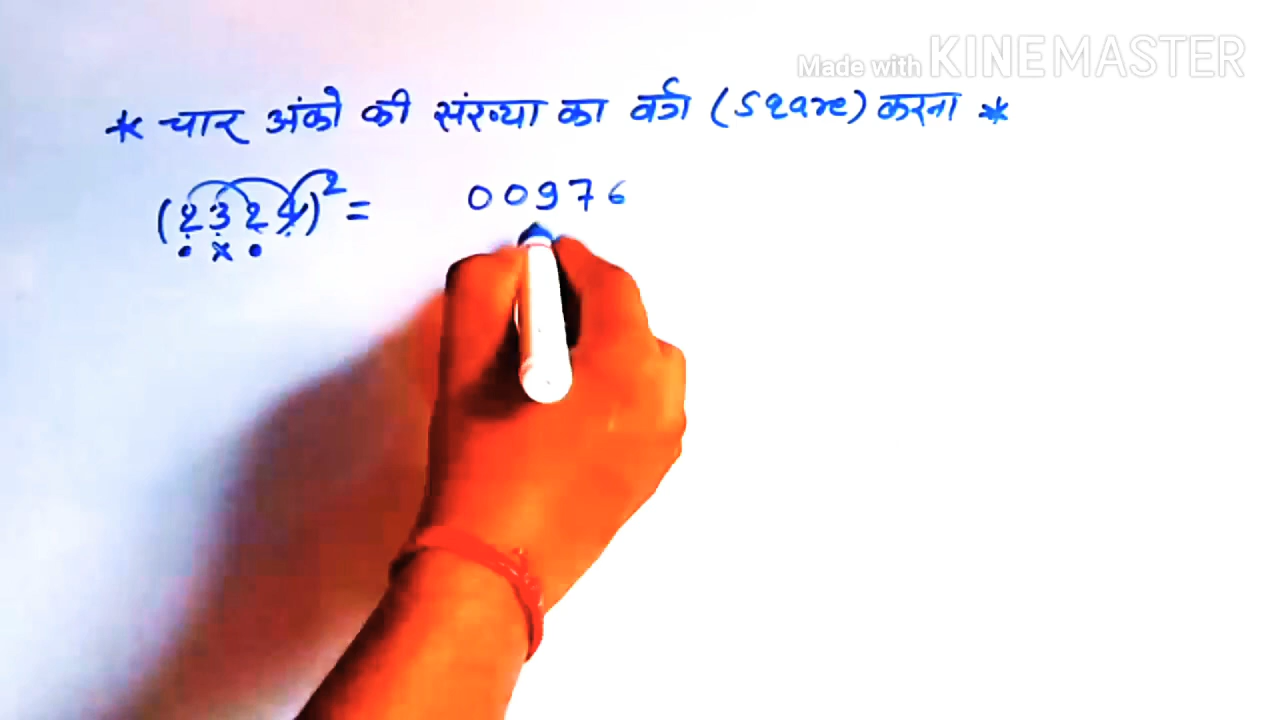 Made with KINEMASTER
* चार अंको की संख्या का वर्ग (Square) करना *
(2324)² = 00976